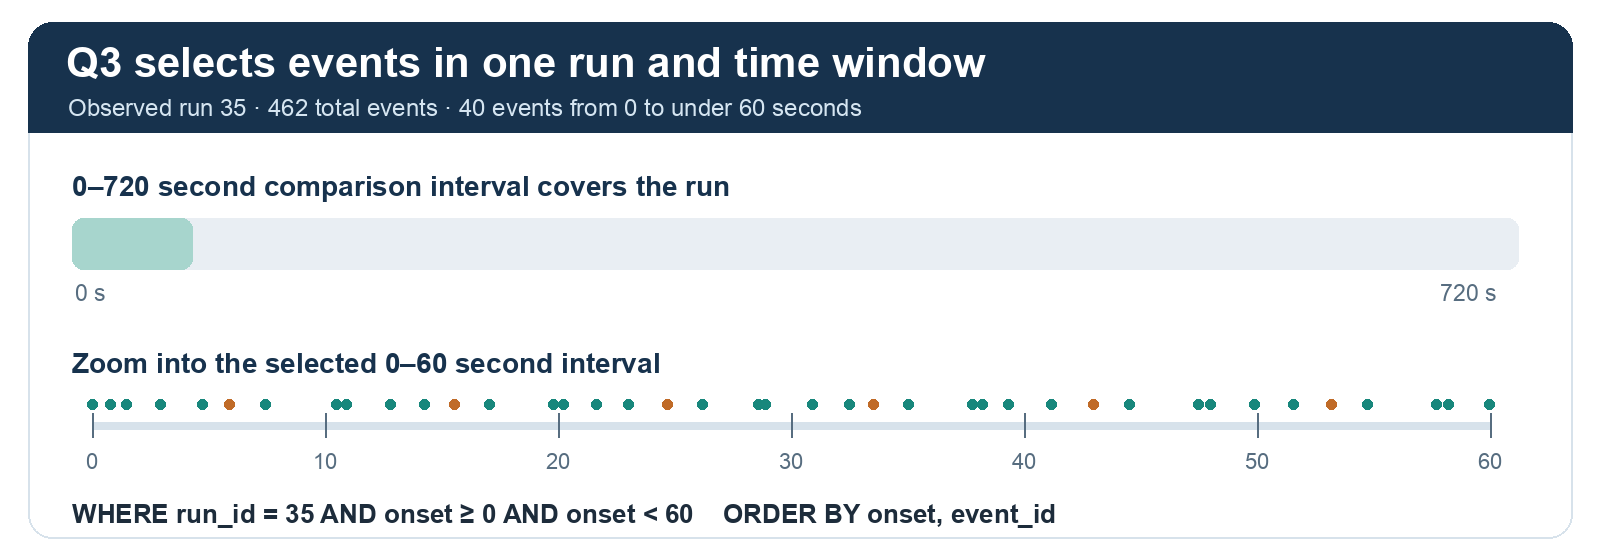 Q3 selects events in one run and time window
Observed run 35 · 462 total events · 40 events from 0 to under 60 seconds
0–720 second comparison interval covers the run
0 s 720 s
Zoom into the selected 0–60 second interval
0 10 20 30 40 50 60
WHERE run_id = 35 AND onset ≥ 0 AND onset < 60 ORDER BY onset, event_id